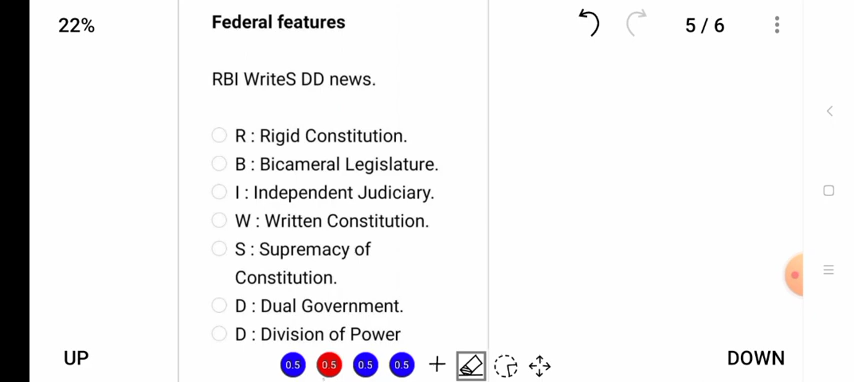 22%
Federal features
5 / 6
RBI WriteS DD news.
R : Rigid Constitution.
B : Bicameral Legislature.
I : Independent Judiciary.
W : Written Constitution.
S : Supremacy of
Constitution.
D : Dual Government.
D : Division of Power
UP
0.5 0.5 0.5 0.5
DOWN